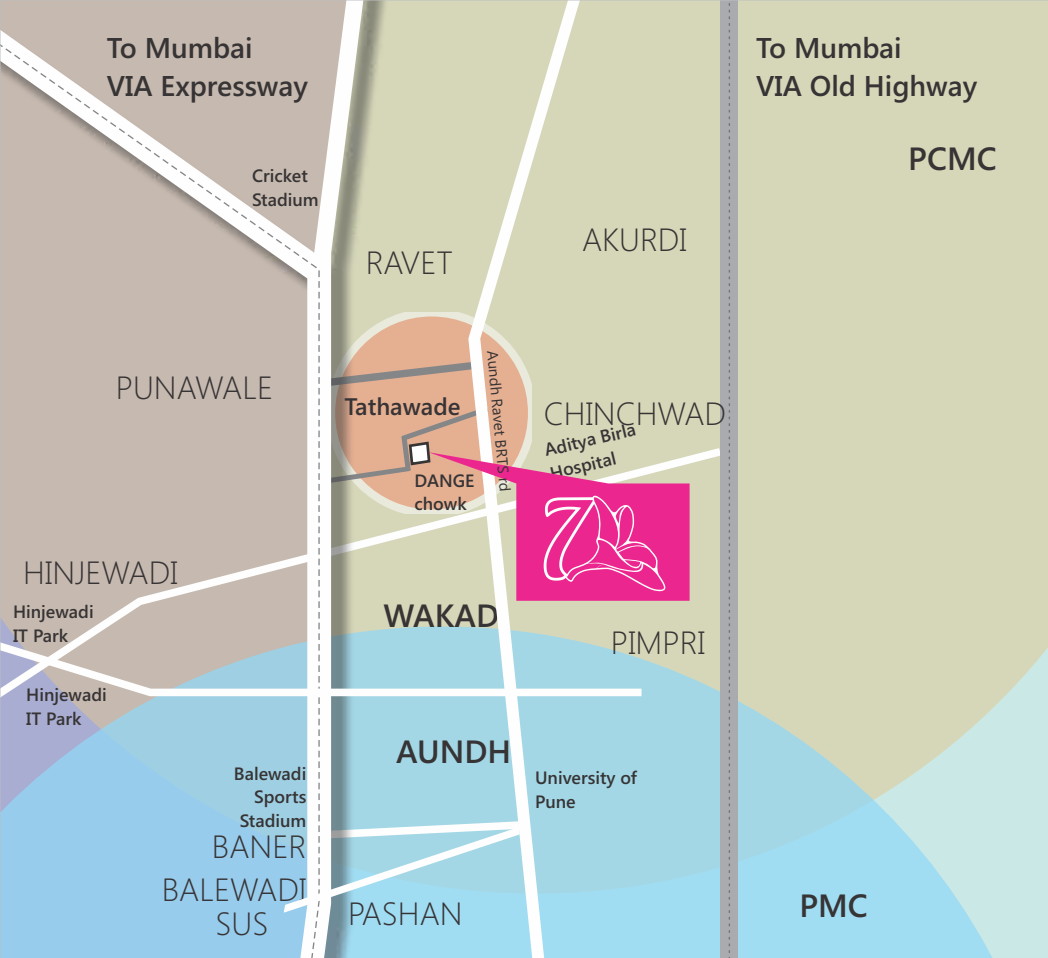 To Mumbai
VIA Expressway
To Mumbai
VIA Old Highway
PCMC
Cricket
Stadium
AKURDI
RAVET
PUNAWALE
Tathawade
Aundh Ravet BRTS rd
CHINCHWAD
Aditya Birla
Hospital
DANGE
chowk
7
HINJEWADI
Hinjewadi
IT Park
WAKAD
PIMPRI
Hinjewadi
IT Park
AUNDH
Balewadi
Sports
Stadium
University of
Pune
BANER
BALEWADI
SUS
PASHAN
PMC